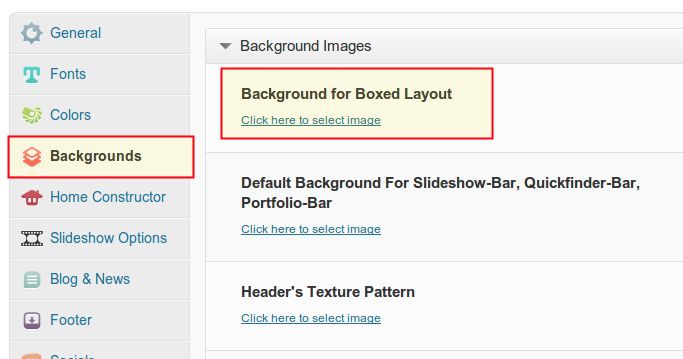 General
Fonts
Colors
Backgrounds
Home Constructor
Slideshow Options
Blog & News
Footer
Socials
Background Images
Background for Boxed Layout
Click here to select image
Default Background For Slideshow-Bar, Quickfinder-Bar,
Portfolio-Bar
Click here to select image
Header's Texture Pattern
Click here to select image